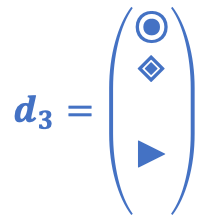 d₃ = (◉ ◈ ▶)